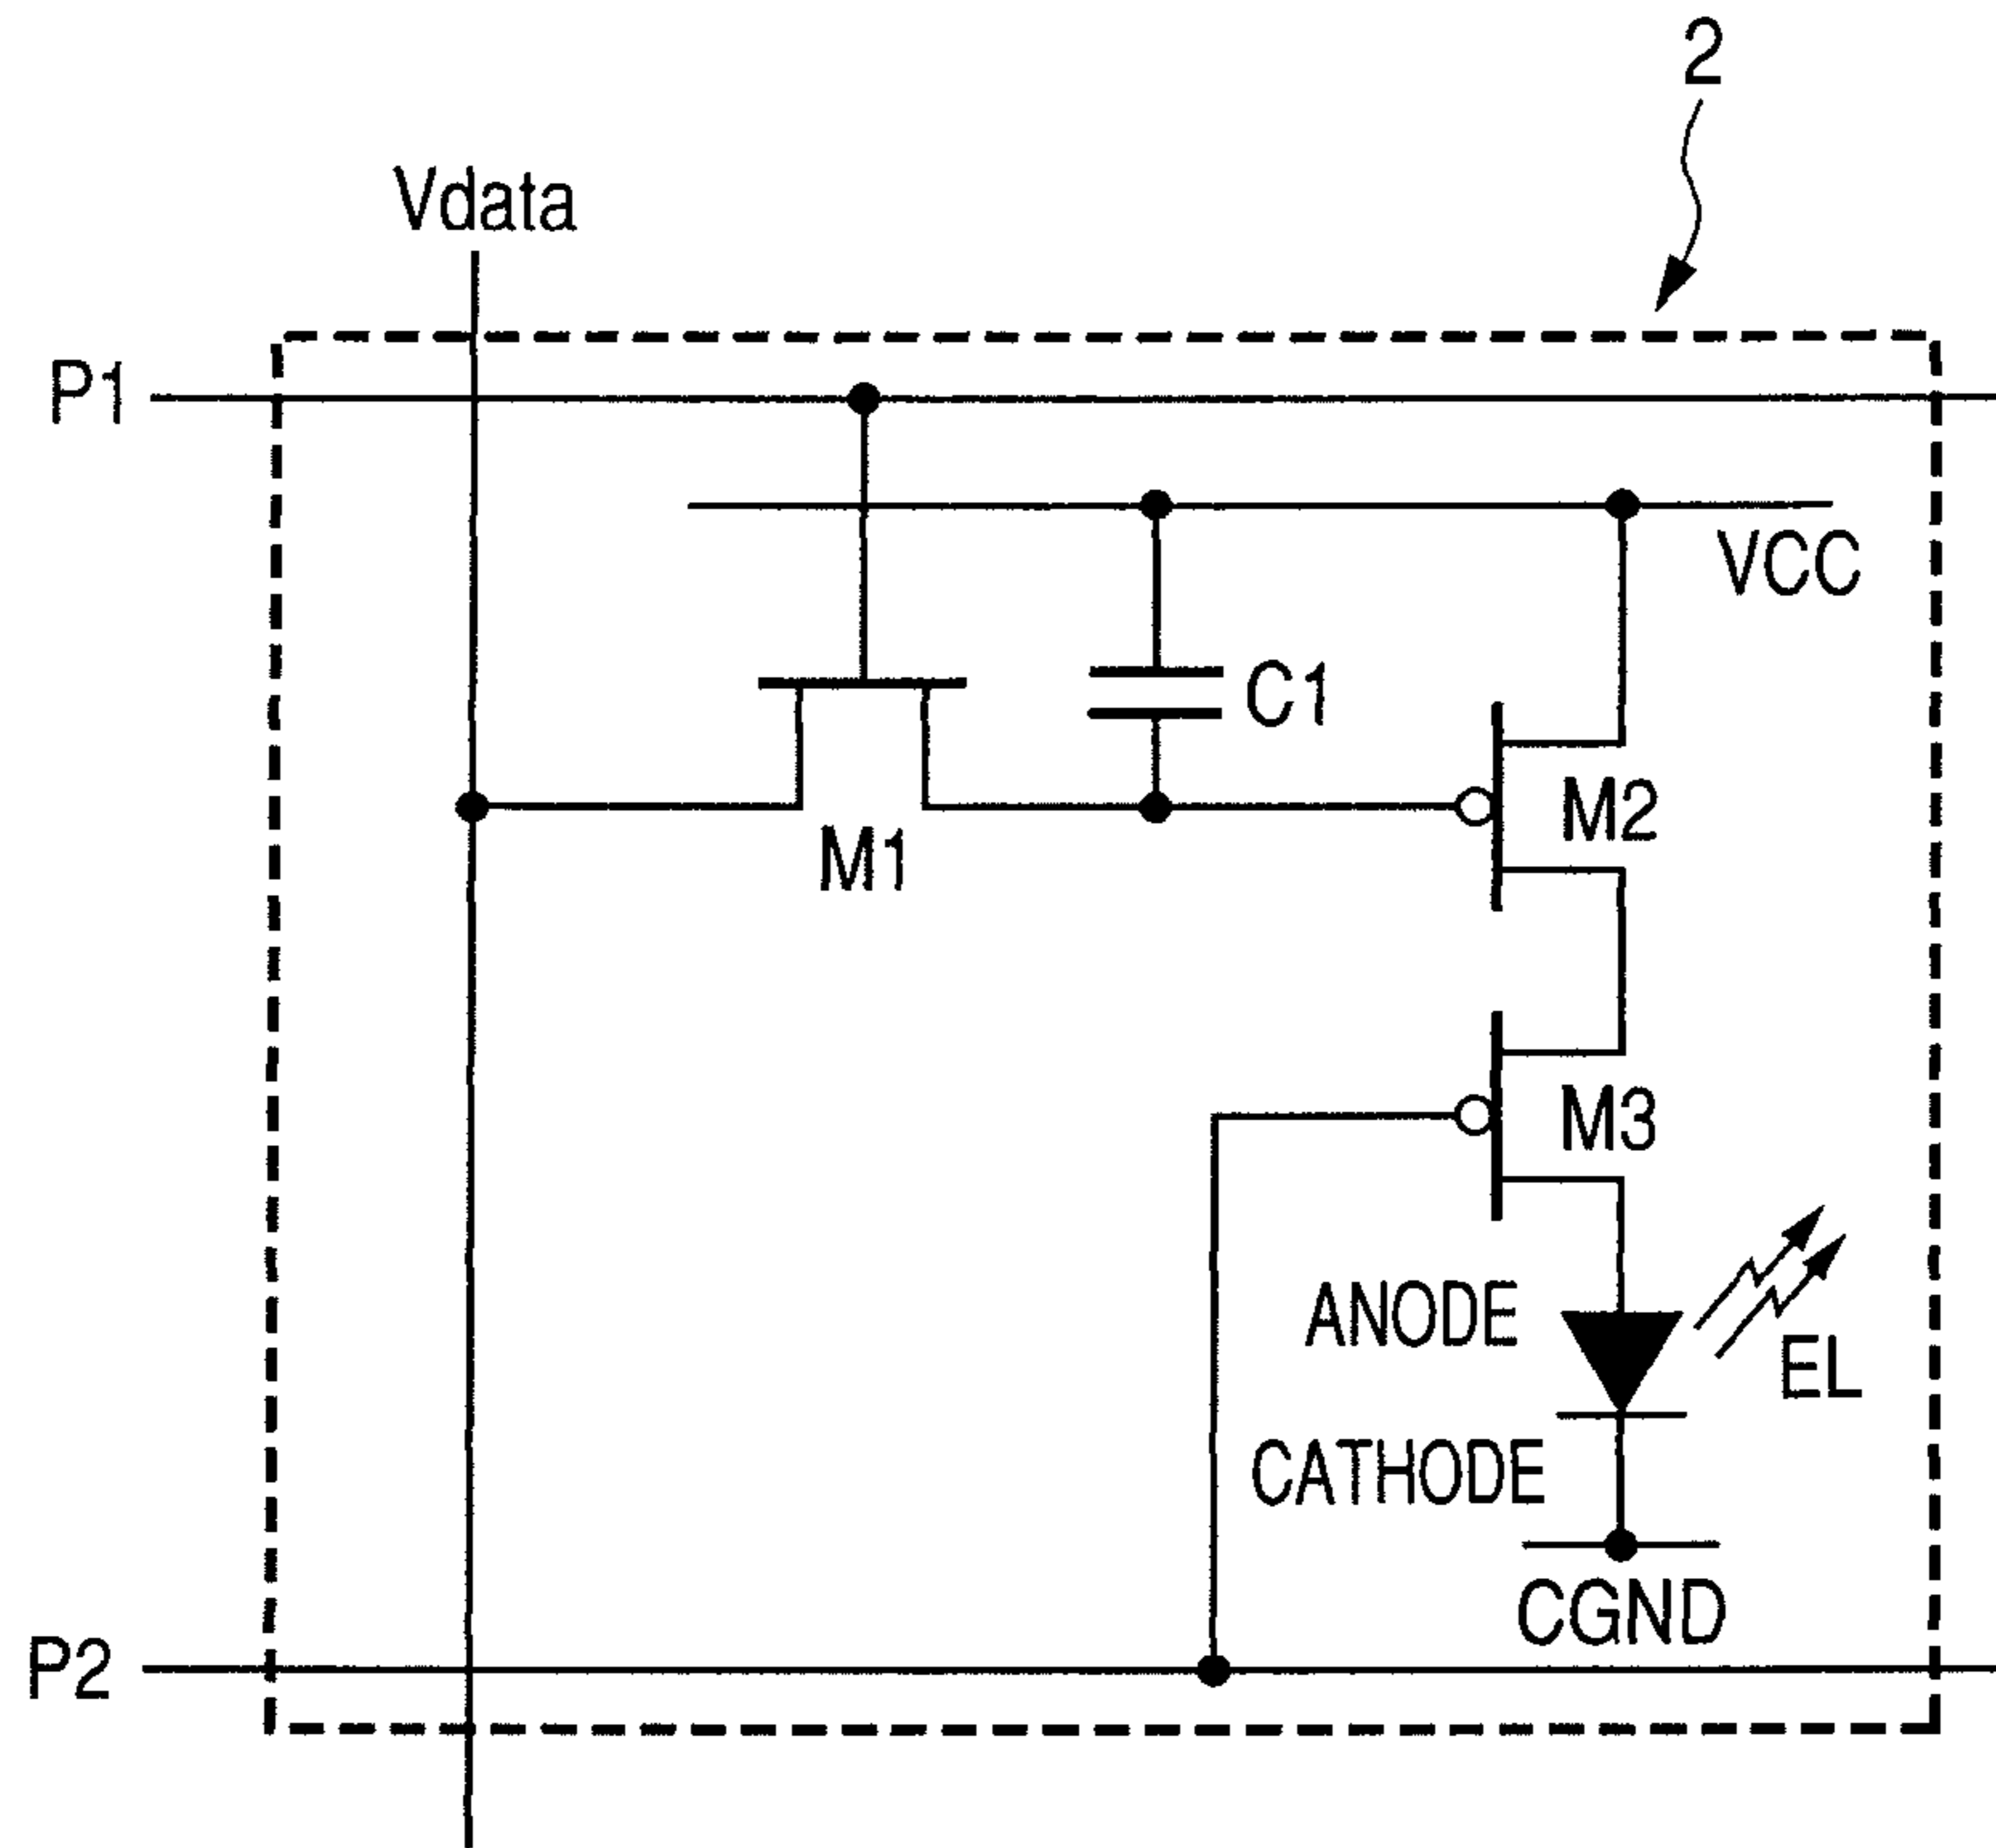 2
Vdata
P1
VCC
C1
M2
M1
M3
ANODE
EL
CATHODE
CGND
P2